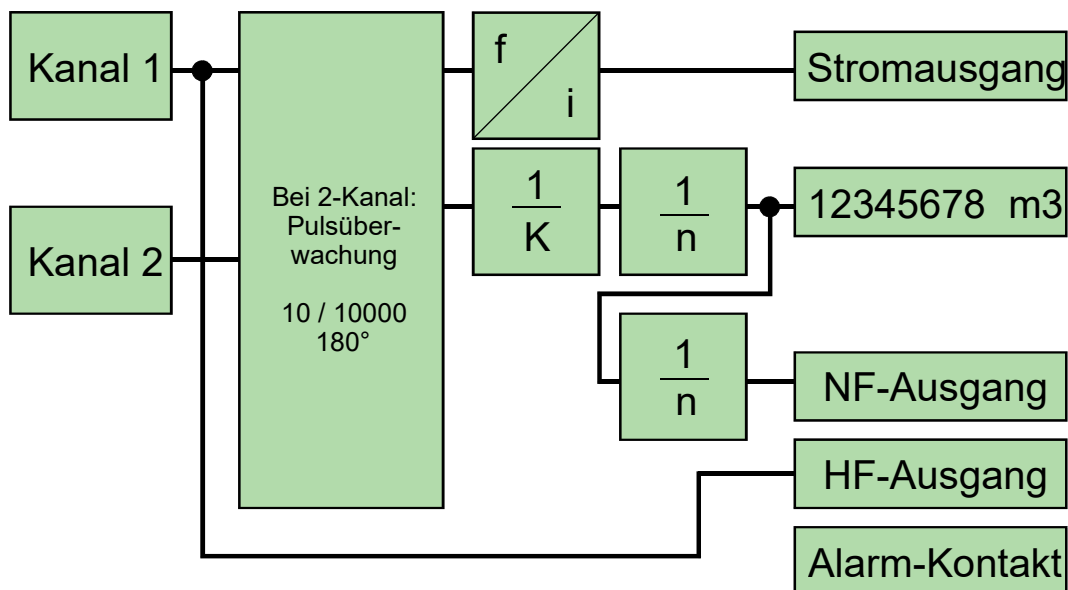 Kanal 1
Kanal 2
Bei 2-Kanal:
Pulsüber-
wachung
10 / 10000
180°
f
i
1
K
1
n
1
n
Stromausgang
12345678 m3
NF-Ausgang
HF-Ausgang
Alarm-Kontakt